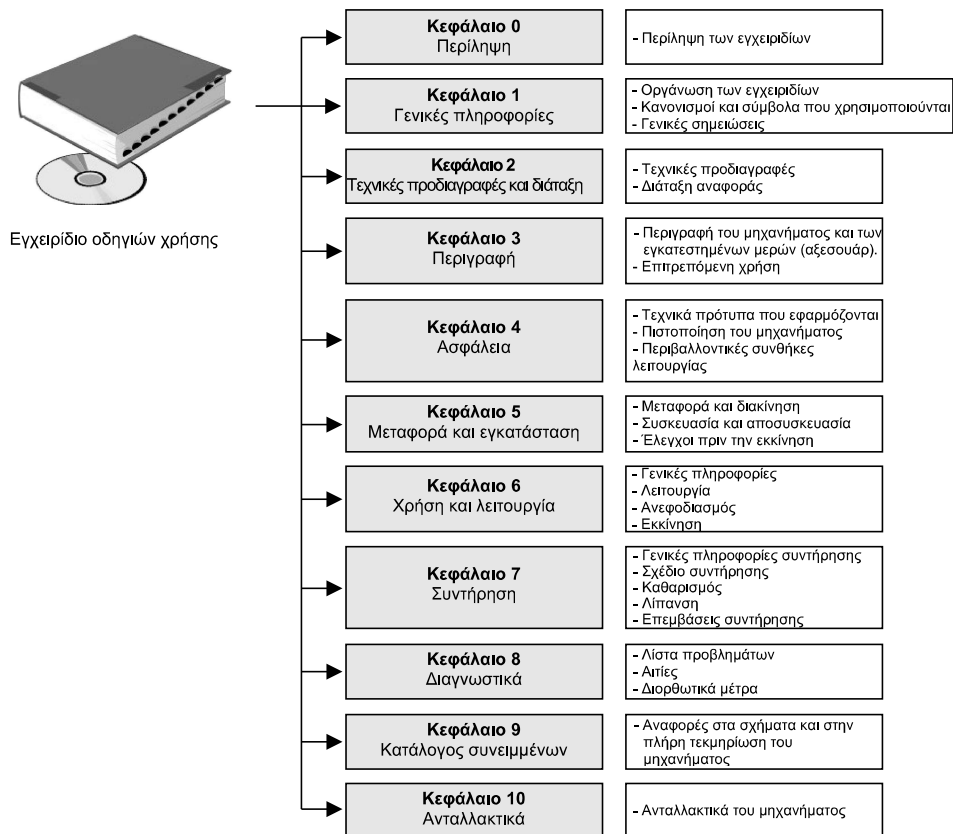 Κεφάλαιο 0
Περίληψη
- Περίληψη των εγχειριδίων
Κεφάλαιο 1
Γενικές πληροφορίες
- Οργάνωση των εγχειριδίων
- Κανονισμοί και σύμβολα που χρησιμοποιούνται
- Γενικές σημειώσεις
Κεφάλαιο 2
Τεχνικές προδιαγραφές και διάταξη
- Τεχνικές προδιαγραφές
- Διάταξη αναφοράς
Εγχειρίδιο οδηγιών χρήσης
Κεφάλαιο 3
Περιγραφή
- Περιγραφή του μηχανήματος και των
εγκατεστημένων μερών (αξεσουάρ).
- Επιτρεπόμενη χρήση
Κεφάλαιο 4
Ασφάλεια
- Τεχνικά πρότυπα που εφαρμόζονται
- Πιστοποίηση του μηχανήματος
- Περιβαλλοντικές συνθήκες
λειτουργίας
Κεφάλαιο 5
Μεταφορά και εγκατάσταση
- Μεταφορά και διακίνηση
- Συσκευασία και αποσυσκευασία
- Έλεγχοι πριν την εκκίνηση
Κεφάλαιο 6
Χρήση και λειτουργία
- Γενικές πληροφορίες
- Λειτουργία
- Ανεφοδιασμός
- Εκκίνηση
Κεφάλαιο 7
Συντήρηση
- Γενικές πληροφορίες συντήρησης
- Σχέδιο συντήρησης
- Καθαρισμός
- Λίπανση
- Επεμβάσεις συντήρησης
Κεφάλαιο 8
Διαγνωστικά
- Λίστα προβλημάτων
- Αιτίες
- Διορθωτικά μέτρα
Κεφάλαιο 9
Κατάλογος συνειμμένων
- Αναφορές στα σχήματα και στην
πλήρη τεκμηρίωση του
μηχανήματος
Κεφάλαιο 10
Ανταλλακτικά
- Ανταλλακτικά του μηχανήματος